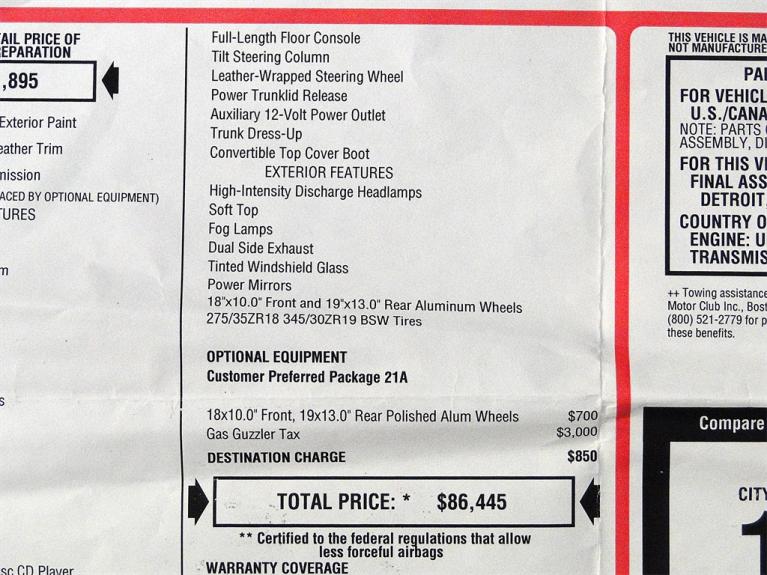 AIL PRICE OF
EPARATION
,895
Exterior Paint
eather Trim
nission
ACED BY OPTIONAL EQUIPMENT)
TURES
m
s
sc CD Player
Full-Length Floor Console
Tilt Steering Column
Leather-Wrapped Steering Wheel
Power Trunklid Release
Auxiliary 12-Volt Power Outlet
Trunk Dress-Up
Convertible Top Cover Boot
EXTERIOR FEATURES
High-Intensity Discharge Headlamps
Soft Top
Fog Lamps
Dual Side Exhaust
Tinted Windshield Glass
Power Mirrors
18"x10.0" Front and 19"x13.0" Rear Aluminum Wheels
275/35ZR18 345/30ZR19 BSW Tires
OPTIONAL EQUIPMENT
Customer Preferred Package 21A
18x10.0" Front, 19x13.0" Rear Polished Alum Wheels $700
Gas Guzzler Tax $3,000
DESTINATION CHARGE $850
TOTAL PRICE: * $86,445
** Certified to the federal regulations that allow
less forceful airbags
WARRANTY COVERAGE
THIS VEHICLE IS MA
NOT MANUFACTURE
PA
FOR VEHICL
U.S./CANA
NOTE: PARTS
ASSEMBLY, DI
FOR THIS V
FINAL ASS
DETROIT,
COUNTRY O
ENGINE: U
TRANSMIS
++ Towing assistance
Motor Club Inc., Bost
(800) 521-2779 for p
these benefits.
Compare
CITY
1